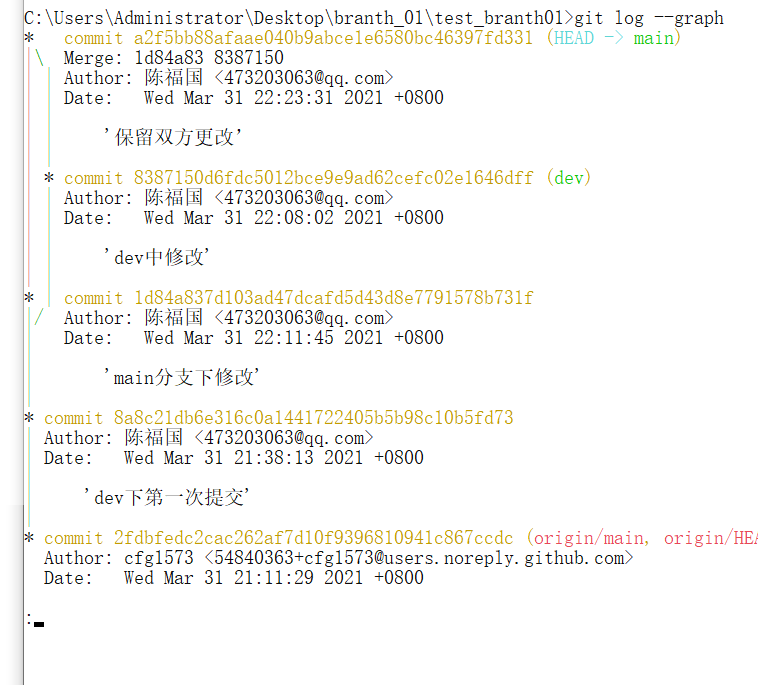 C:\Users\Administrator\Desktop\branth_01\test_branth01>git log --graph
*   commit a2f5bb88afaae040b9abce1e6580bc46397fd331 (HEAD -> main)
|\  Merge: 1d84a83 8387150
| | Author: 陈福国 <473203063@qq.com>
| | Date:   Wed Mar 31 22:23:31 2021 +0800
| |
| |     '保留双方更改'
| |
| * commit 8387150d6fdc5012bce9e9ad62cefc02e1646dff (dev)
| | Author: 陈福国 <473203063@qq.com>
| | Date:   Wed Mar 31 22:08:02 2021 +0800
| |
| |     'dev中修改'
| |
* | commit 1d84a837d103ad47dcafd5d43d8e7791578b731f
|/  Author: 陈福国 <473203063@qq.com>
|   Date:   Wed Mar 31 22:11:45 2021 +0800
|
|       'main分支下修改'
|
* commit 8a8c21db6e316c0a1441722405b5b98c10b5fd73
| Author: 陈福国 <473203063@qq.com>
| Date:   Wed Mar 31 21:38:13 2021 +0800
|
|     'dev下第一次提交'
|
* commit 2fdbfedc2cac262af7d10f9396810941c867ccdc (origin/main, origin/HEA
  Author: cfg1573 <54840363+cfg1573@users.noreply.github.com>
  Date:   Wed Mar 31 21:11:29 2021 +0800
: